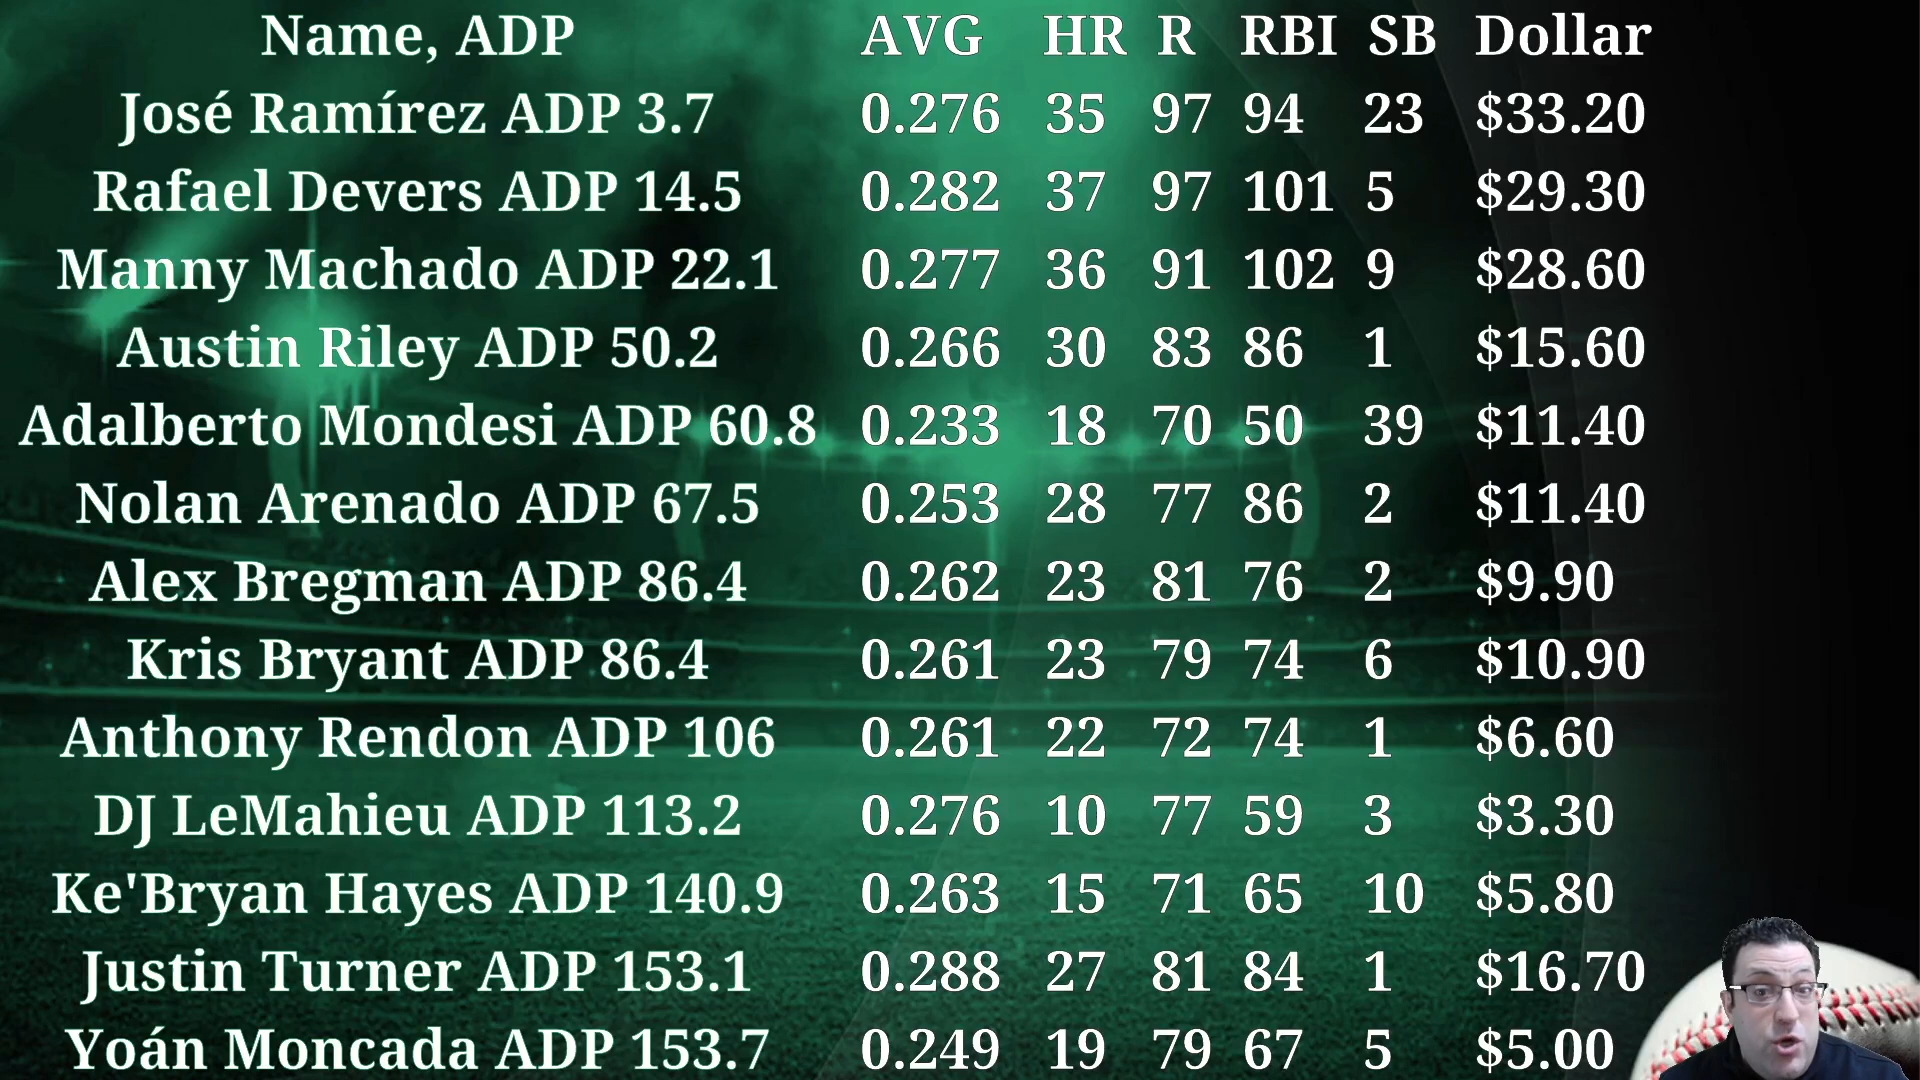 Name, ADP AVG HR R RBI SB Dollar
José Ramírez ADP 3.7 0.276 35 97 94 23 $33.20
Rafael Devers ADP 14.5 0.282 37 97 101 5 $29.30
Manny Machado ADP 22.1 0.277 36 91 102 9 $28.60
Austin Riley ADP 50.2 0.266 30 83 86 1 $15.60
Adalberto Mondesi ADP 60.8 0.233 18 70 50 39 $11.40
Nolan Arenado ADP 67.5 0.253 28 77 86 2 $11.40
Alex Bregman ADP 86.4 0.262 23 81 76 2 $9.90
Kris Bryant ADP 86.4 0.261 23 79 74 6 $10.90
Anthony Rendon ADP 106 0.261 22 72 74 1 $6.60
DJ LeMahieu ADP 113.2 0.276 10 77 59 3 $3.30
Ke'Bryan Hayes ADP 140.9 0.263 15 71 65 10 $5.80
Justin Turner ADP 153.1 0.288 27 81 84 1 $16.70
Yoán Moncada ADP 153.7 0.249 19 79 67 5 $5.00